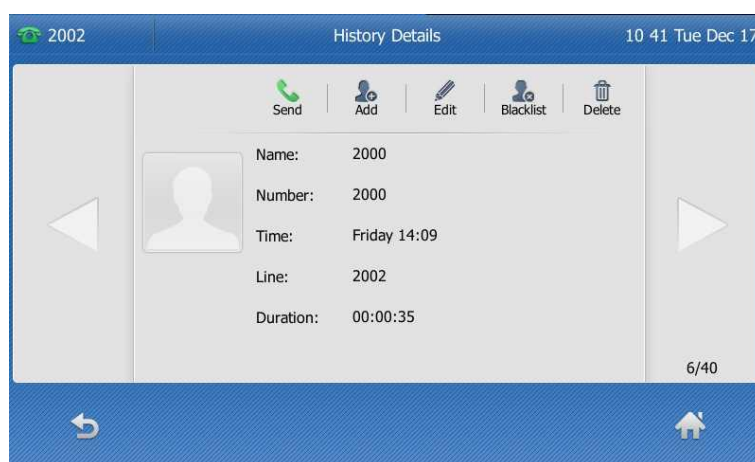 2002 History Details 10 41 Tue Dec 17
Send Add Edit Blacklist Delete
Name: 2000
Number: 2000
Time: Friday 14:09
Line: 2002
Duration: 00:00:35
6/40